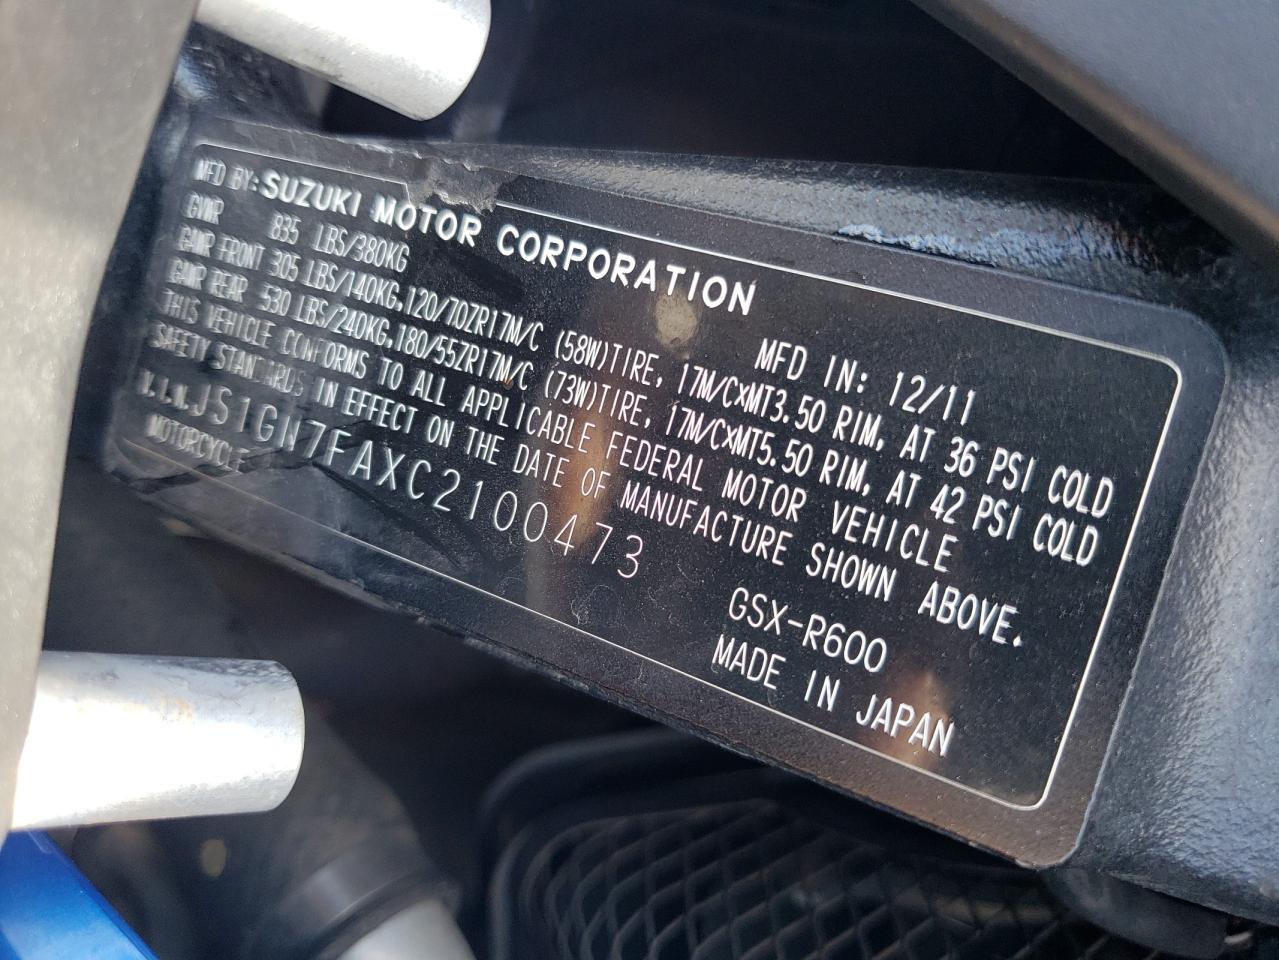 MFD BY: SUZUKI MOTOR CORPORATION
MFD IN: 12/11
GVWR 835 LBS/380KG
GAWR FRONT 305 LBS/140KG,120/70ZR17M/C (58W)TIRE, 17M/C×MT3.50 RIM, AT 36 PSI COLD
GAWR REAR 530 LBS/240KG,180/55ZR17M/C (73W)TIRE, 17M/C×MT5.50 RIM, AT 42 PSI COLD
THIS VEHICLE CONFORMS TO ALL APPLICABLE FEDERAL MOTOR VEHICLE
SAFETY STANDARDS IN EFFECT ON THE DATE OF MANUFACTURE SHOWN ABOVE.
V.I.N. JS1GN7FAXC2100473
GSX-R600
MOTORCYCLE
MADE IN JAPAN